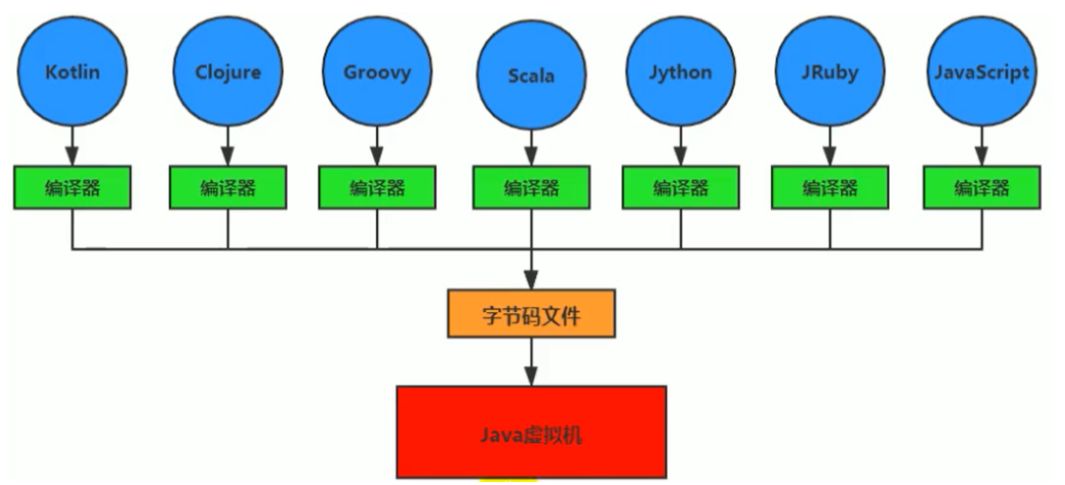 Kotlin
Clojure
Groovy
Scala
Jython
JRuby
JavaScript
编译器
编译器
编译器
编译器
编译器
编译器
编译器
字节码文件
Java虚拟机